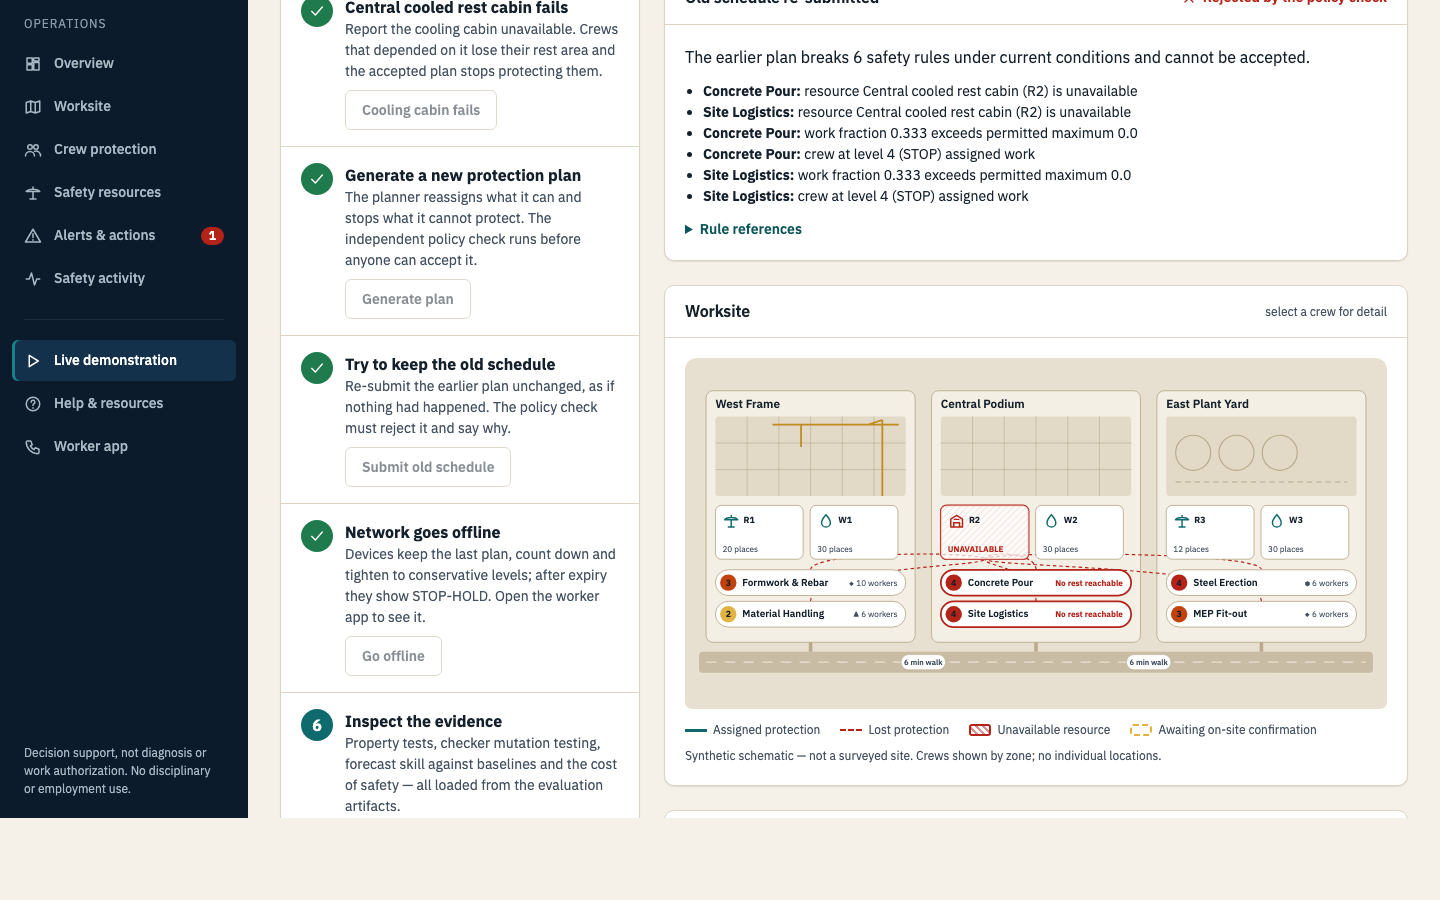 OPERATIONS
Overview
Worksite
Crew protection
Safety resources
Alerts & actions
1
Safety activity
Live demonstration
Help & resources
Worker app
Decision support, not diagnosis or
work authorization. No disciplinary
or employment use.
Central cooled rest cabin fails
Report the cooling cabin unavailable. Crews
that depended on it lose their rest area and
the accepted plan stops protecting them.
Cooling cabin fails
Generate a new protection plan
The planner reassigns what it can and
stops what it cannot protect. The
independent policy check runs before
anyone can accept it.
Generate plan
Try to keep the old schedule
Re-submit the earlier plan unchanged, as if
nothing had happened. The policy check
must reject it and say why.
Submit old schedule
Network goes offline
Devices keep the last plan, count down and
tighten to conservative levels; after expiry
they show STOP-HOLD. Open the worker
app to see it.
Go offline
6
Inspect the evidence
Property tests, checker mutation testing,
forecast skill against baselines and the cost
of safety — all loaded from the evaluation
artifacts.
Old schedule re-submitted
Rejected by the policy check
The earlier plan breaks 6 safety rules under current conditions and cannot be accepted.
Concrete Pour: resource Central cooled rest cabin (R2) is unavailable
Site Logistics: resource Central cooled rest cabin (R2) is unavailable
Concrete Pour: work fraction 0.333 exceeds permitted maximum 0.0
Concrete Pour: crew at level 4 (STOP) assigned work
Site Logistics: work fraction 0.333 exceeds permitted maximum 0.0
Site Logistics: crew at level 4 (STOP) assigned work
Rule references
Worksite
select a crew for detail
West Frame
R1
20 places
W1
30 places
3 Formwork & Rebar 10 workers
2 Material Handling 6 workers
Central Podium
R2
UNAVAILABLE
W2
30 places
4 Concrete Pour No rest reachable
4 Site Logistics No rest reachable
East Plant Yard
R3
12 places
W3
30 places
4 Steel Erection 6 workers
3 MEP Fit-out 6 workers
6 min walk
6 min walk
Assigned protection
Lost protection
Unavailable resource
Awaiting on-site confirmation
Synthetic schematic — not a surveyed site. Crews shown by zone; no individual locations.